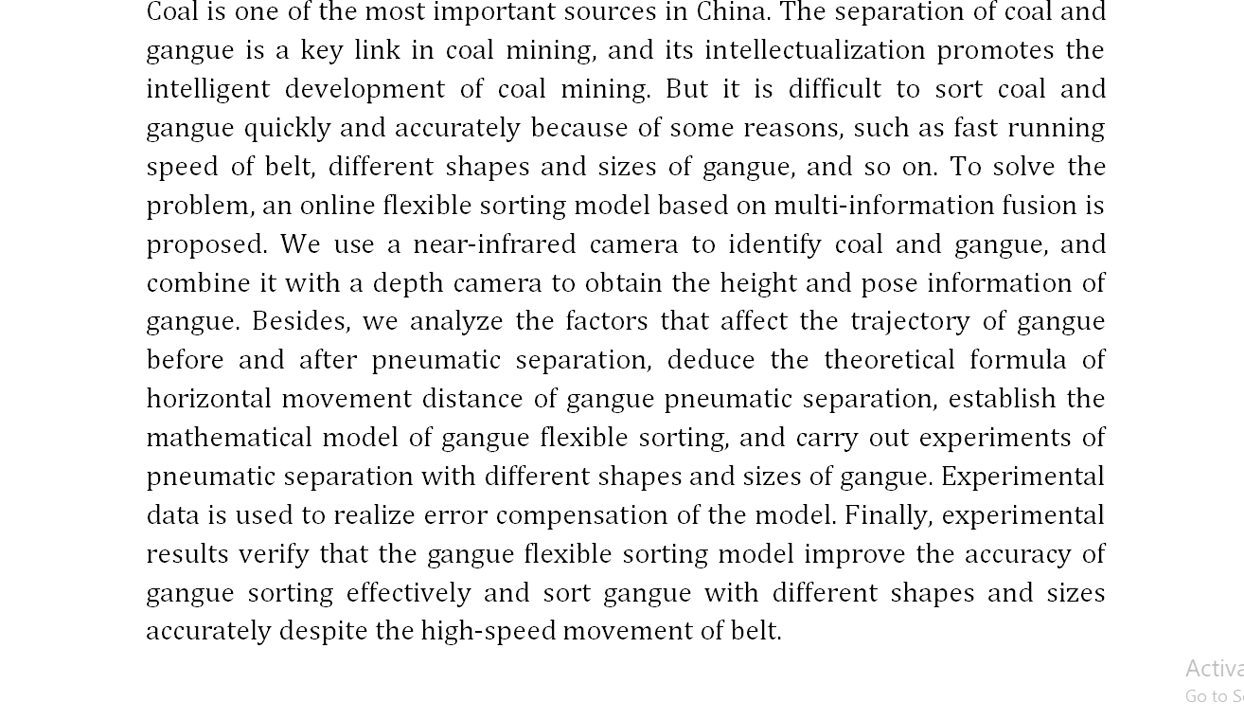 Coal is one of the most important sources in China. The separation of coal and
gangue is a key link in coal mining, and its intellectualization promotes the
intelligent development of coal mining. But it is difficult to sort coal and
gangue quickly and accurately because of some reasons, such as fast running
speed of belt, different shapes and sizes of gangue, and so on. To solve the
problem, an online flexible sorting model based on multi-information fusion is
proposed. We use a near-infrared camera to identify coal and gangue, and
combine it with a depth camera to obtain the height and pose information of
gangue. Besides, we analyze the factors that affect the trajectory of gangue
before and after pneumatic separation, deduce the theoretical formula of
horizontal movement distance of gangue pneumatic separation, establish the
mathematical model of gangue flexible sorting, and carry out experiments of
pneumatic separation with different shapes and sizes of gangue. Experimental
data is used to realize error compensation of the model. Finally, experimental
results verify that the gangue flexible sorting model improve the accuracy of
gangue sorting effectively and sort gangue with different shapes and sizes
accurately despite the high-speed movement of belt.
Activa
Go to S